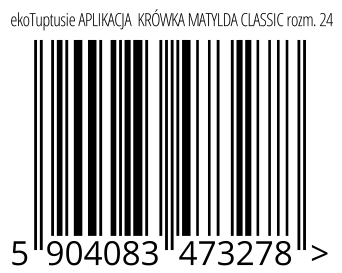 ekoTuptusie APLIKACJA  KRÓWKA MATYLDA CLASSIC rozm. 24
5 904083 473278 >